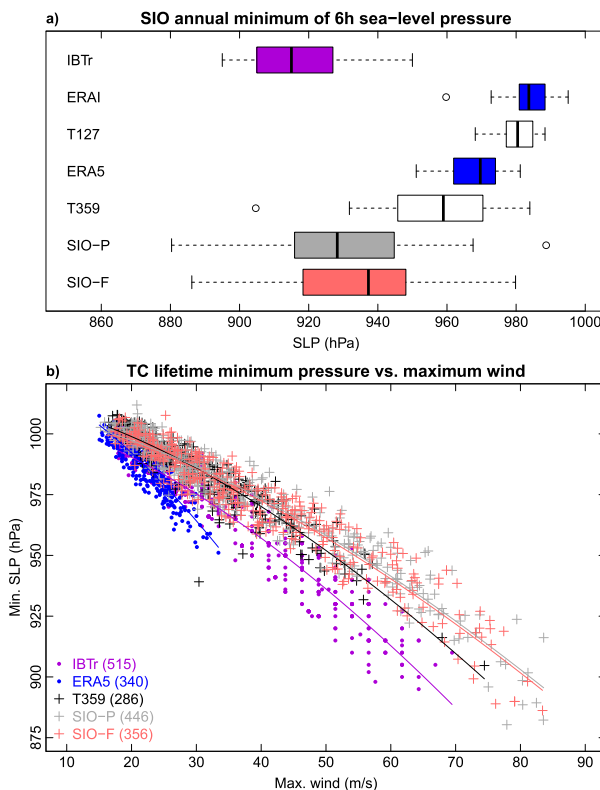 a) SIO annual minimum of 6h sea−level pressure
IBTr
ERAI
T127
ERA5
T359
SIO−P
SIO−F
860 880 900 920 940 960 980 1000
SLP (hPa)
b) TC lifetime minimum pressure vs. maximum wind
1000
975
950
925
900
875
Min. SLP (hPa)
IBTr (515)
ERA5 (340)
T359 (286)
SIO−P (446)
SIO−F (356)
10 20 30 40 50 60 70 80 90
Max. wind (m/s)